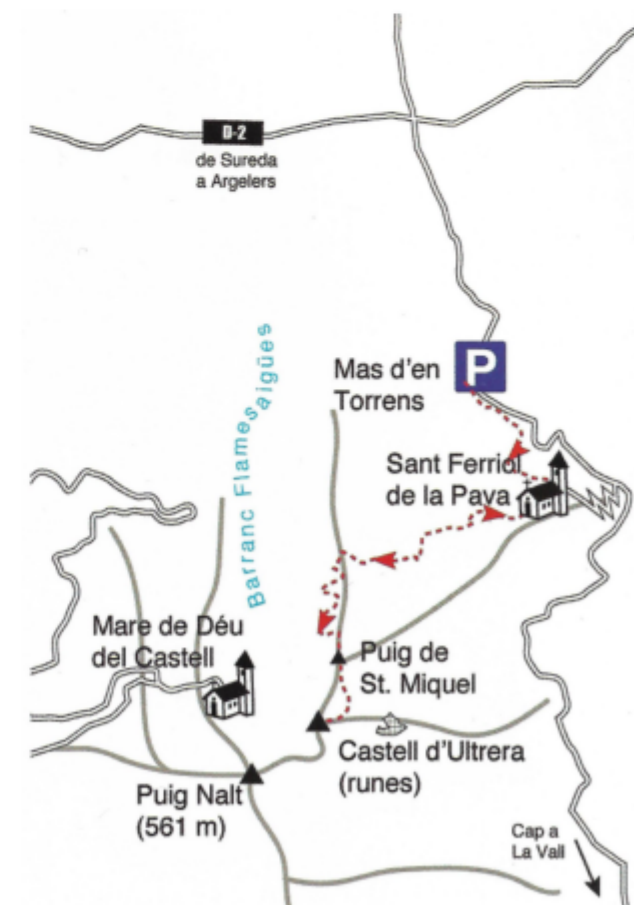 D-2
de Sureda
a Argelers
P
Mas d'en
Torrens
Barranc Flamesaigües
Sant Ferriol
de la Pava
Mare de Déu
del Castell
Puig de
St. Miquel
Castell d'Ultrera
(runes)
Puig Nalt
(561 m)
Cap a
La Vall